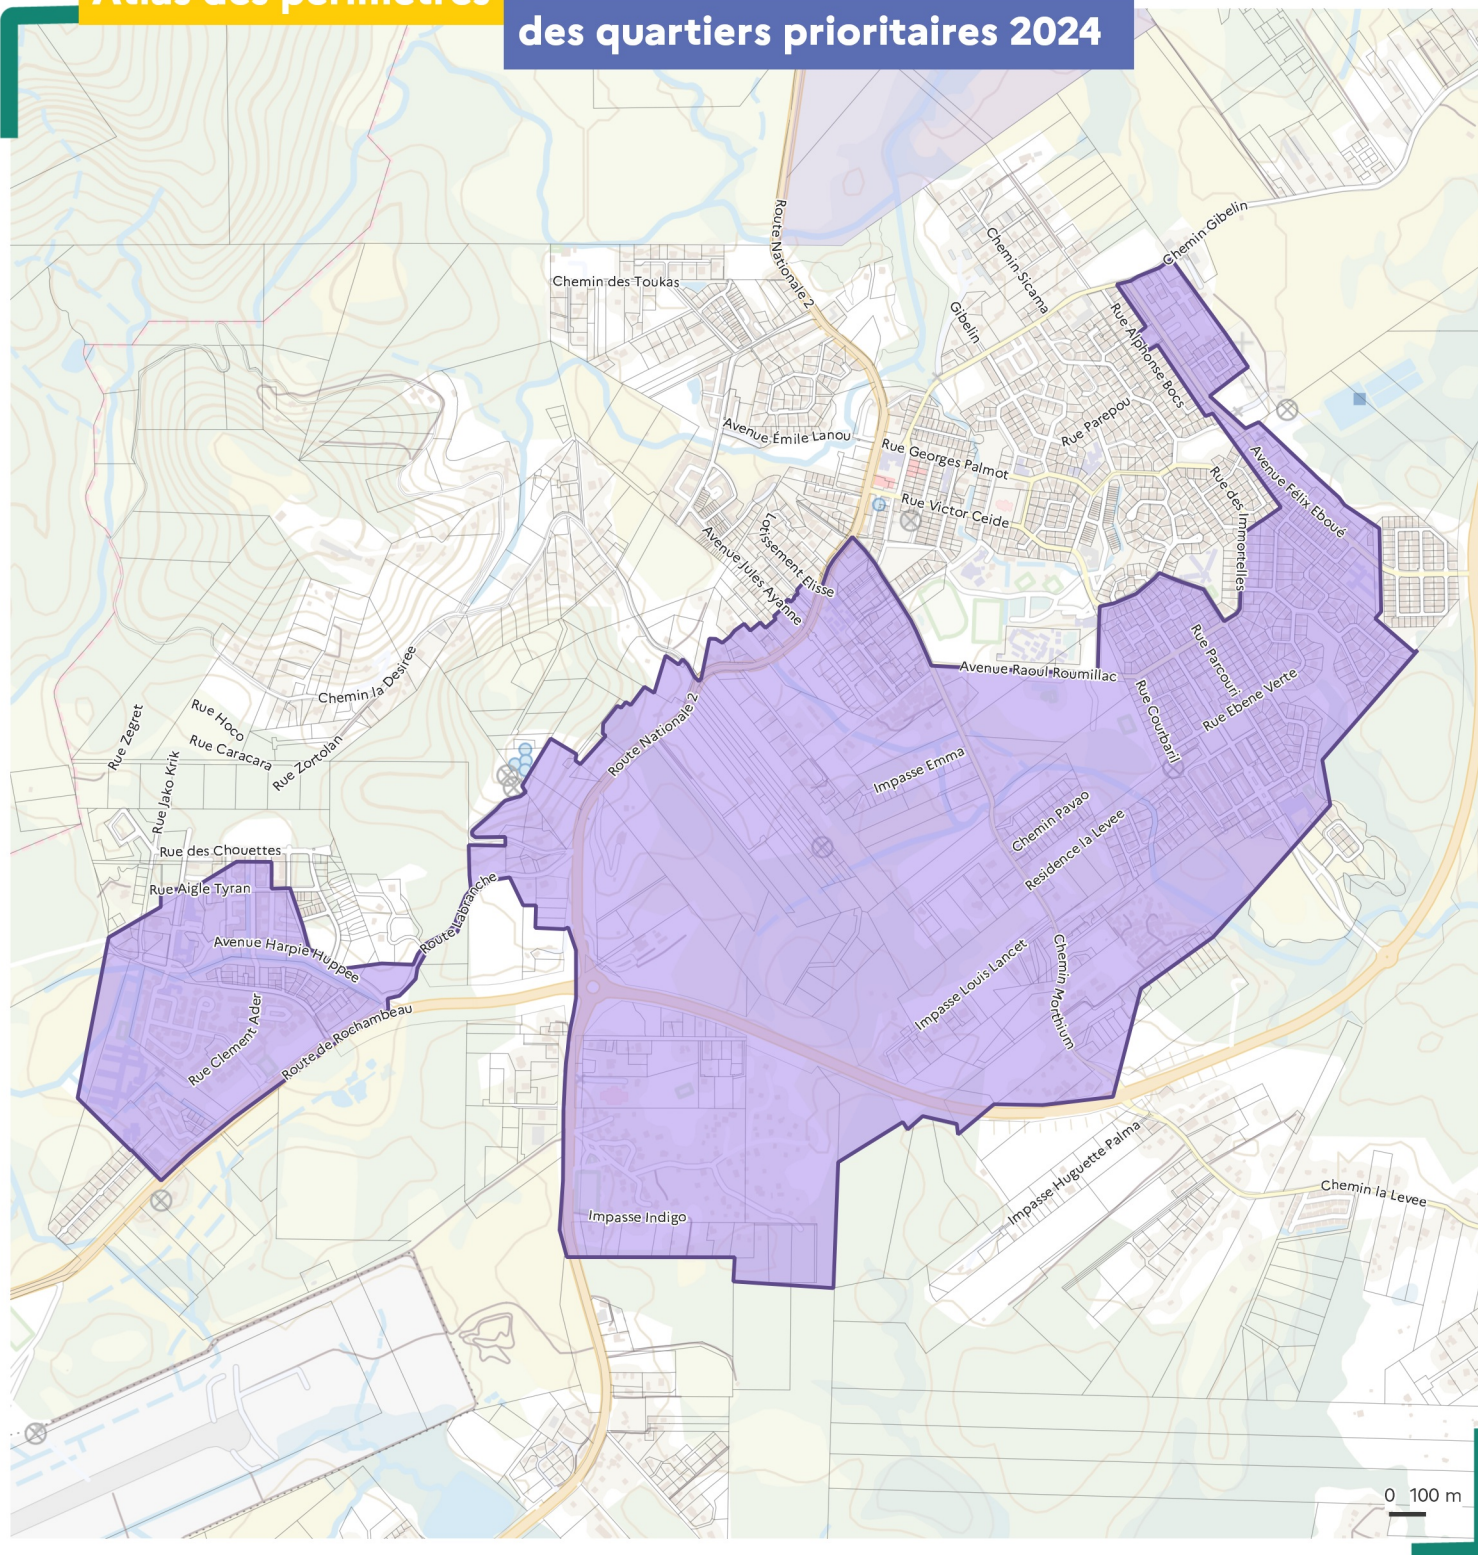 Atlas des périmètres
des quartiers prioritaires 2024
Chemin Gibelin
Route Nationale 2
Chemin Sicama
Chemin des Toukas
Gibelin
Rue Alphonse Bocs
Rue Parepou
Avenue Émile Lanou
Rue Georges Palmot
Avenue Félix Eboué
Rue des Immortelles
Rue Victor Ceide
Lotissement Elisse
Avenue Jules Ayanne
Rue Parcouri
Avenue Raoul Roumillac
Chemin la Desiree
Rue Ebene Verte
Rue Courbaril
Rue Hoco
Rue Zegret
Rue Caracara
Rue Zortolan
Route Nationale 2
Rue Jako Krik
Impasse Emma
Chemin Pavao
Residence la Levee
Rue des Chouettes
Rue Aigle Tyran
Route Labranche
Avenue Harpie Huppee
Impasse Louis Lancet
Chemin Morthium
Rue Clement Ader
Route de Rochambeau
Impasse Huguette Palma
Chemin la Levee
Impasse Indigo
0 100 m